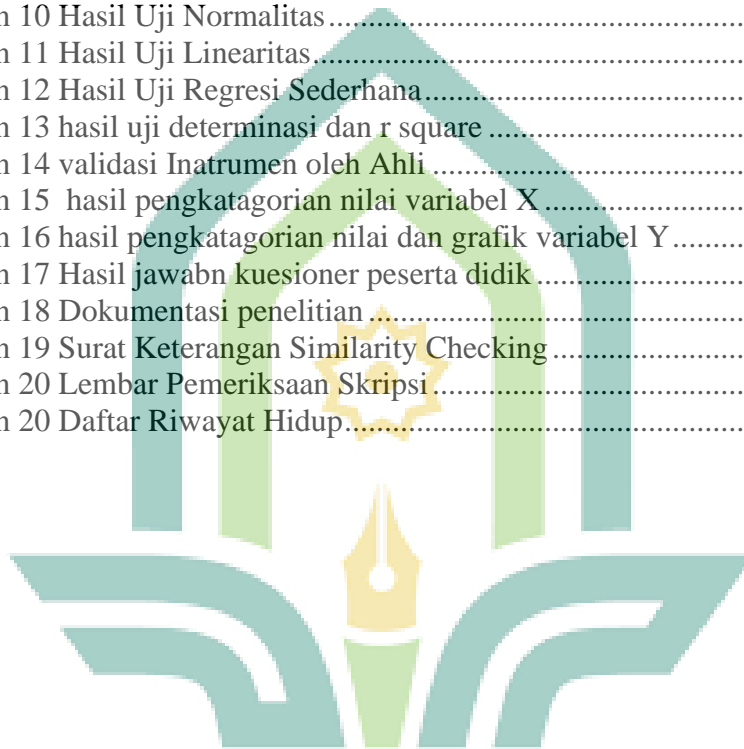 n 10 Hasil Uji Normalitas........................................................................
n 11 Hasil Uji Linearitas..........................................................................
n 12 Hasil Uji Regresi Sederhana............................................................
n 13 hasil uji determinasi dan r square....................................................
n 14 validasi Inatrumen oleh Ahli...........................................................
n 15  hasil pengkatagorian nilai variabel X.............................................
n 16 hasil pengkatagorian nilai dan grafik variabel Y............................
n 17 Hasil jawabn kuesioner peserta didik..............................................
n 18 Dokumentasi penelitian...................................................................
n 19 Surat Keterangan Similarity Checking............................................
n 20 Lembar Pemeriksaan Skripsi...........................................................
n 20 Daftar Riwayat Hidup......................................................................